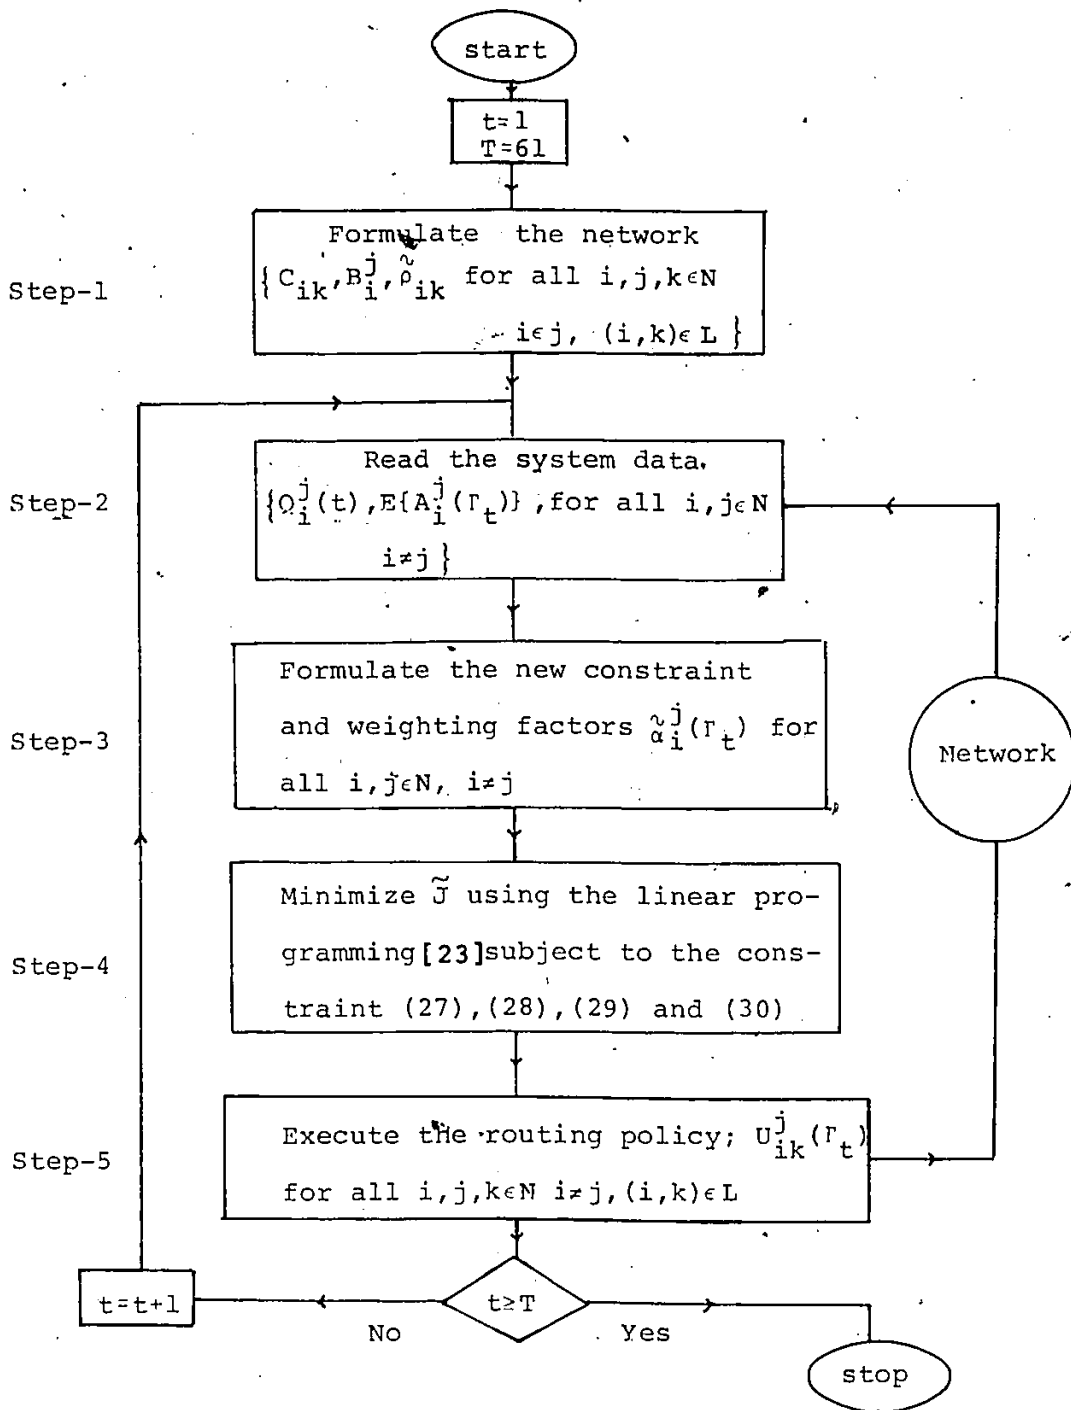 start
t=1
T=61
Step-1
Formulate the network
{C_ik, B_i^j, ρ̃_ik for all i,j,k∈N
i∈j, (i,k)∈L}
Step-2
Read the system data.
{Q_i^j(t),E{A_i^j(Γ_t)},for all i,j∈N
i≠j}
Step-3
Formulate the new constraint
and weighting factors α̃_i^j(Γ_t) for
all i,j∈N, i≠j
Network
Step-4
Minimize J̃ using the linear pro-
gramming[23]subject to the cons-
traint (27),(28),(29) and (30)
Step-5
Execute the routing policy; U_ik^j(Γ_t)
for all i,j,k∈N i≠j,(i,k)∈L
t=t+1
t≥T
No
Yes
stop